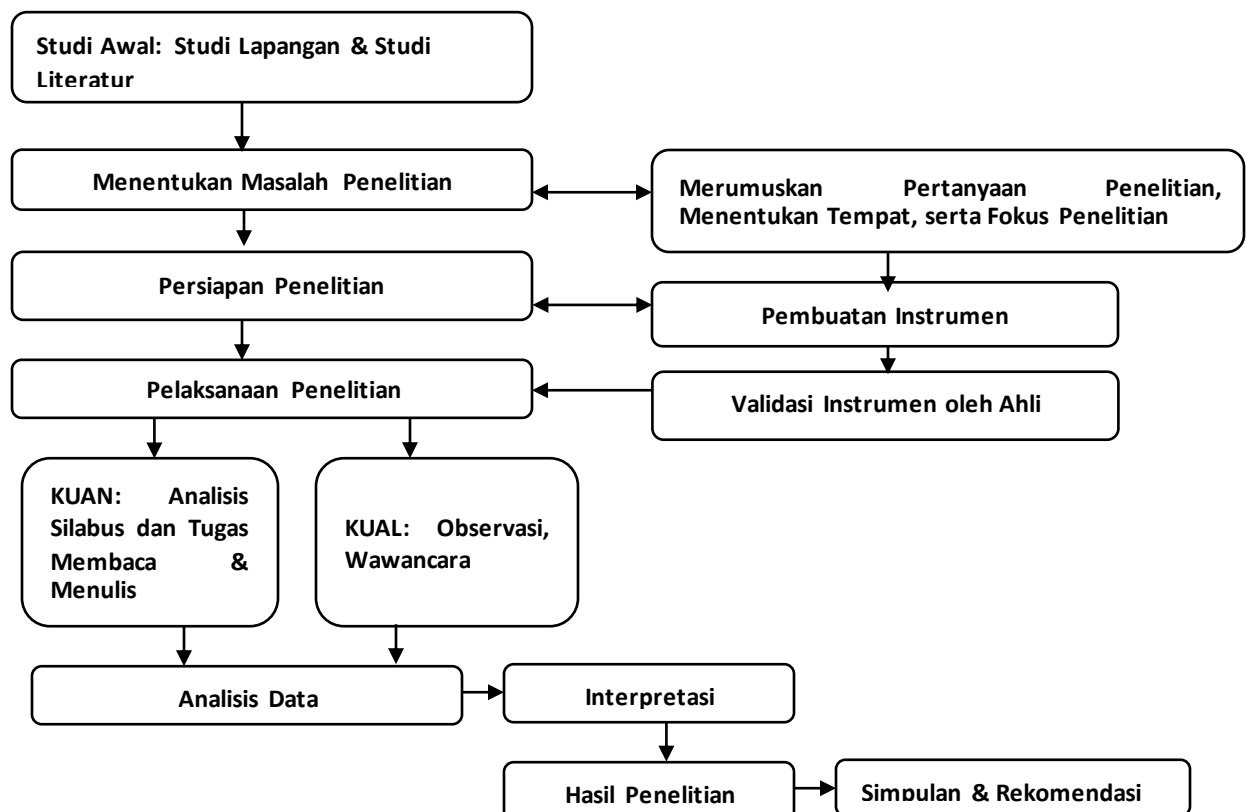 Studi Awal: Studi Lapangan & Studi
Literatur
Menentukan Masalah Penelitian
Merumuskan Pertanyaan Penelitian,
Menentukan Tempat, serta Fokus Penelitian
Persiapan Penelitian
Pembuatan Instrumen
Pelaksanaan Penelitian
Validasi Instrumen oleh Ahli
KUAN: Analisis
Silabus dan Tugas
Membaca &
Menulis
KUAL: Observasi,
Wawancara
Analisis Data
Interpretasi
Hasil Penelitian
Simpulan & Rekomendasi